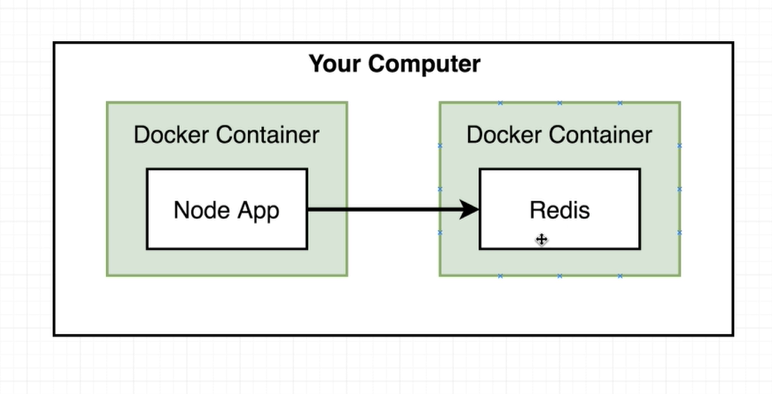 Your Computer
Docker Container
Docker Container
Node App
Redis